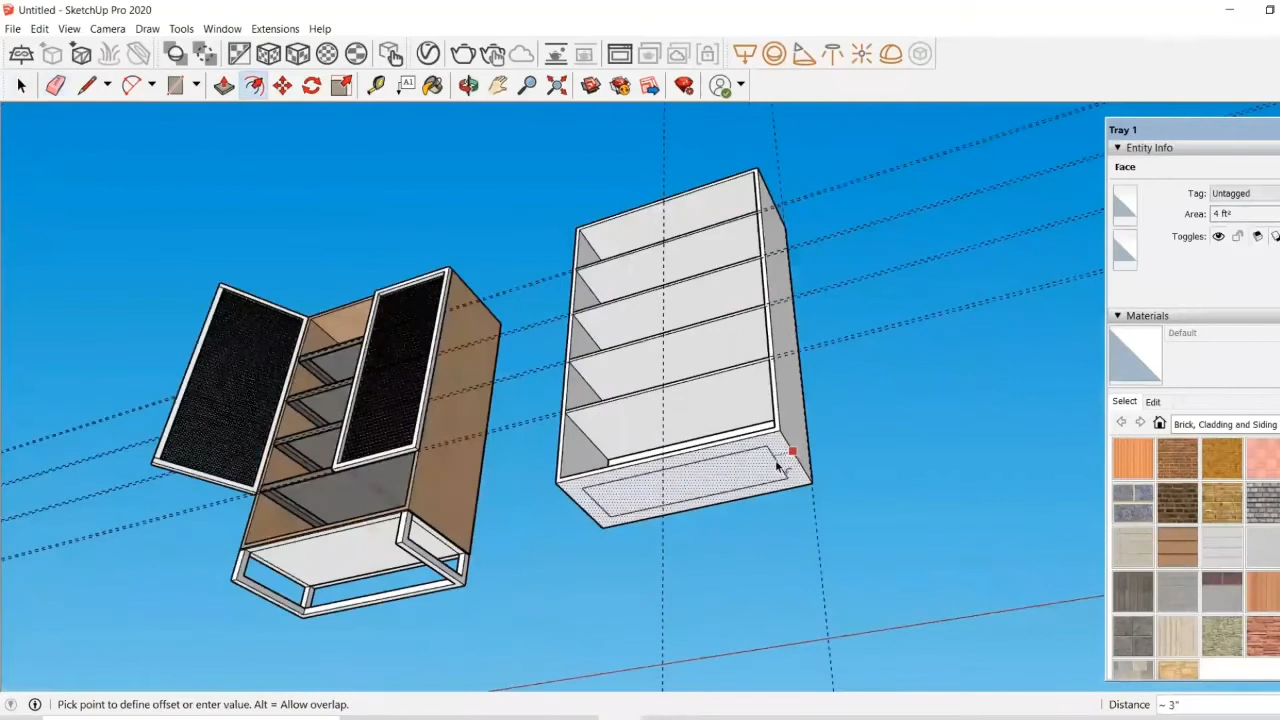 Untitled - SketchUp Pro 2020
File Edit View Camera Draw Tools Window Extensions Help
A1
Tray 1
Entity Info
Face
Tag: Untagged
Area: 4 ft²
Toggles:
Materials
Default
Select Edit
Brick, Cladding and Siding
Pick point to define offset or enter value. Alt = Allow overlap.
Distance ~ 3"